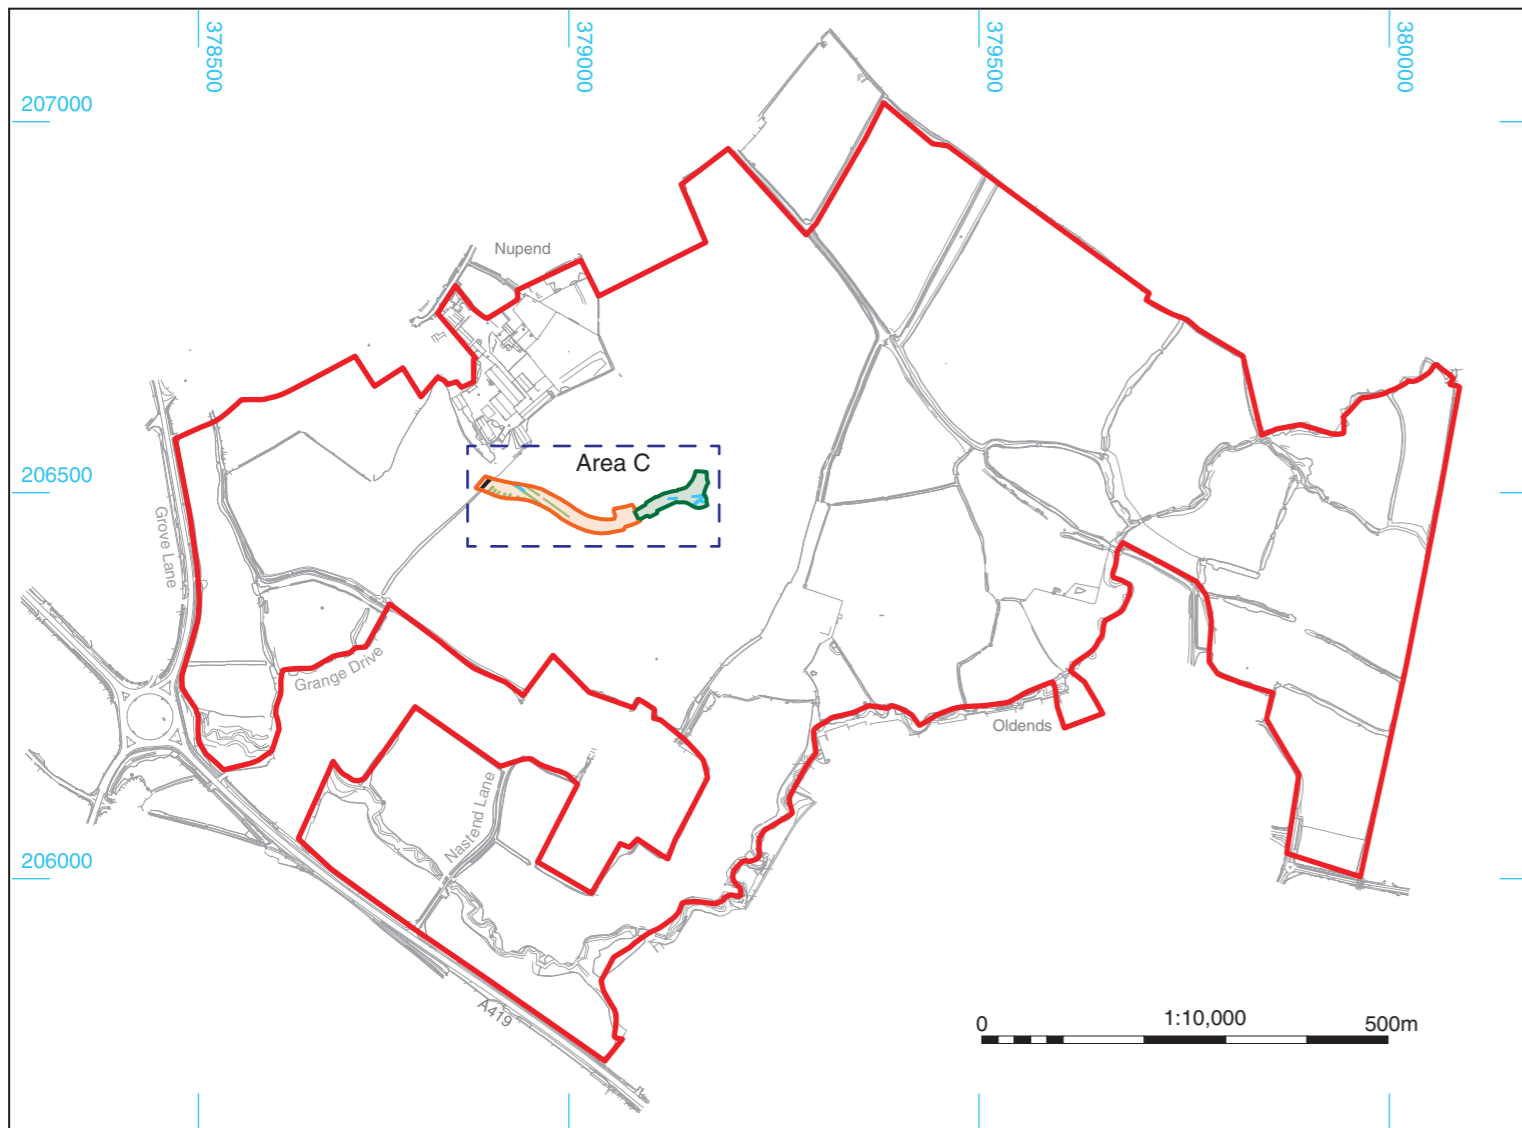 378500
379000
379500
380000
207000
Nupend
Area C
206500
Grove Lane
Grange Drive
Oldends
Nastend Lane
206000
A419
0
1:10,000
500m